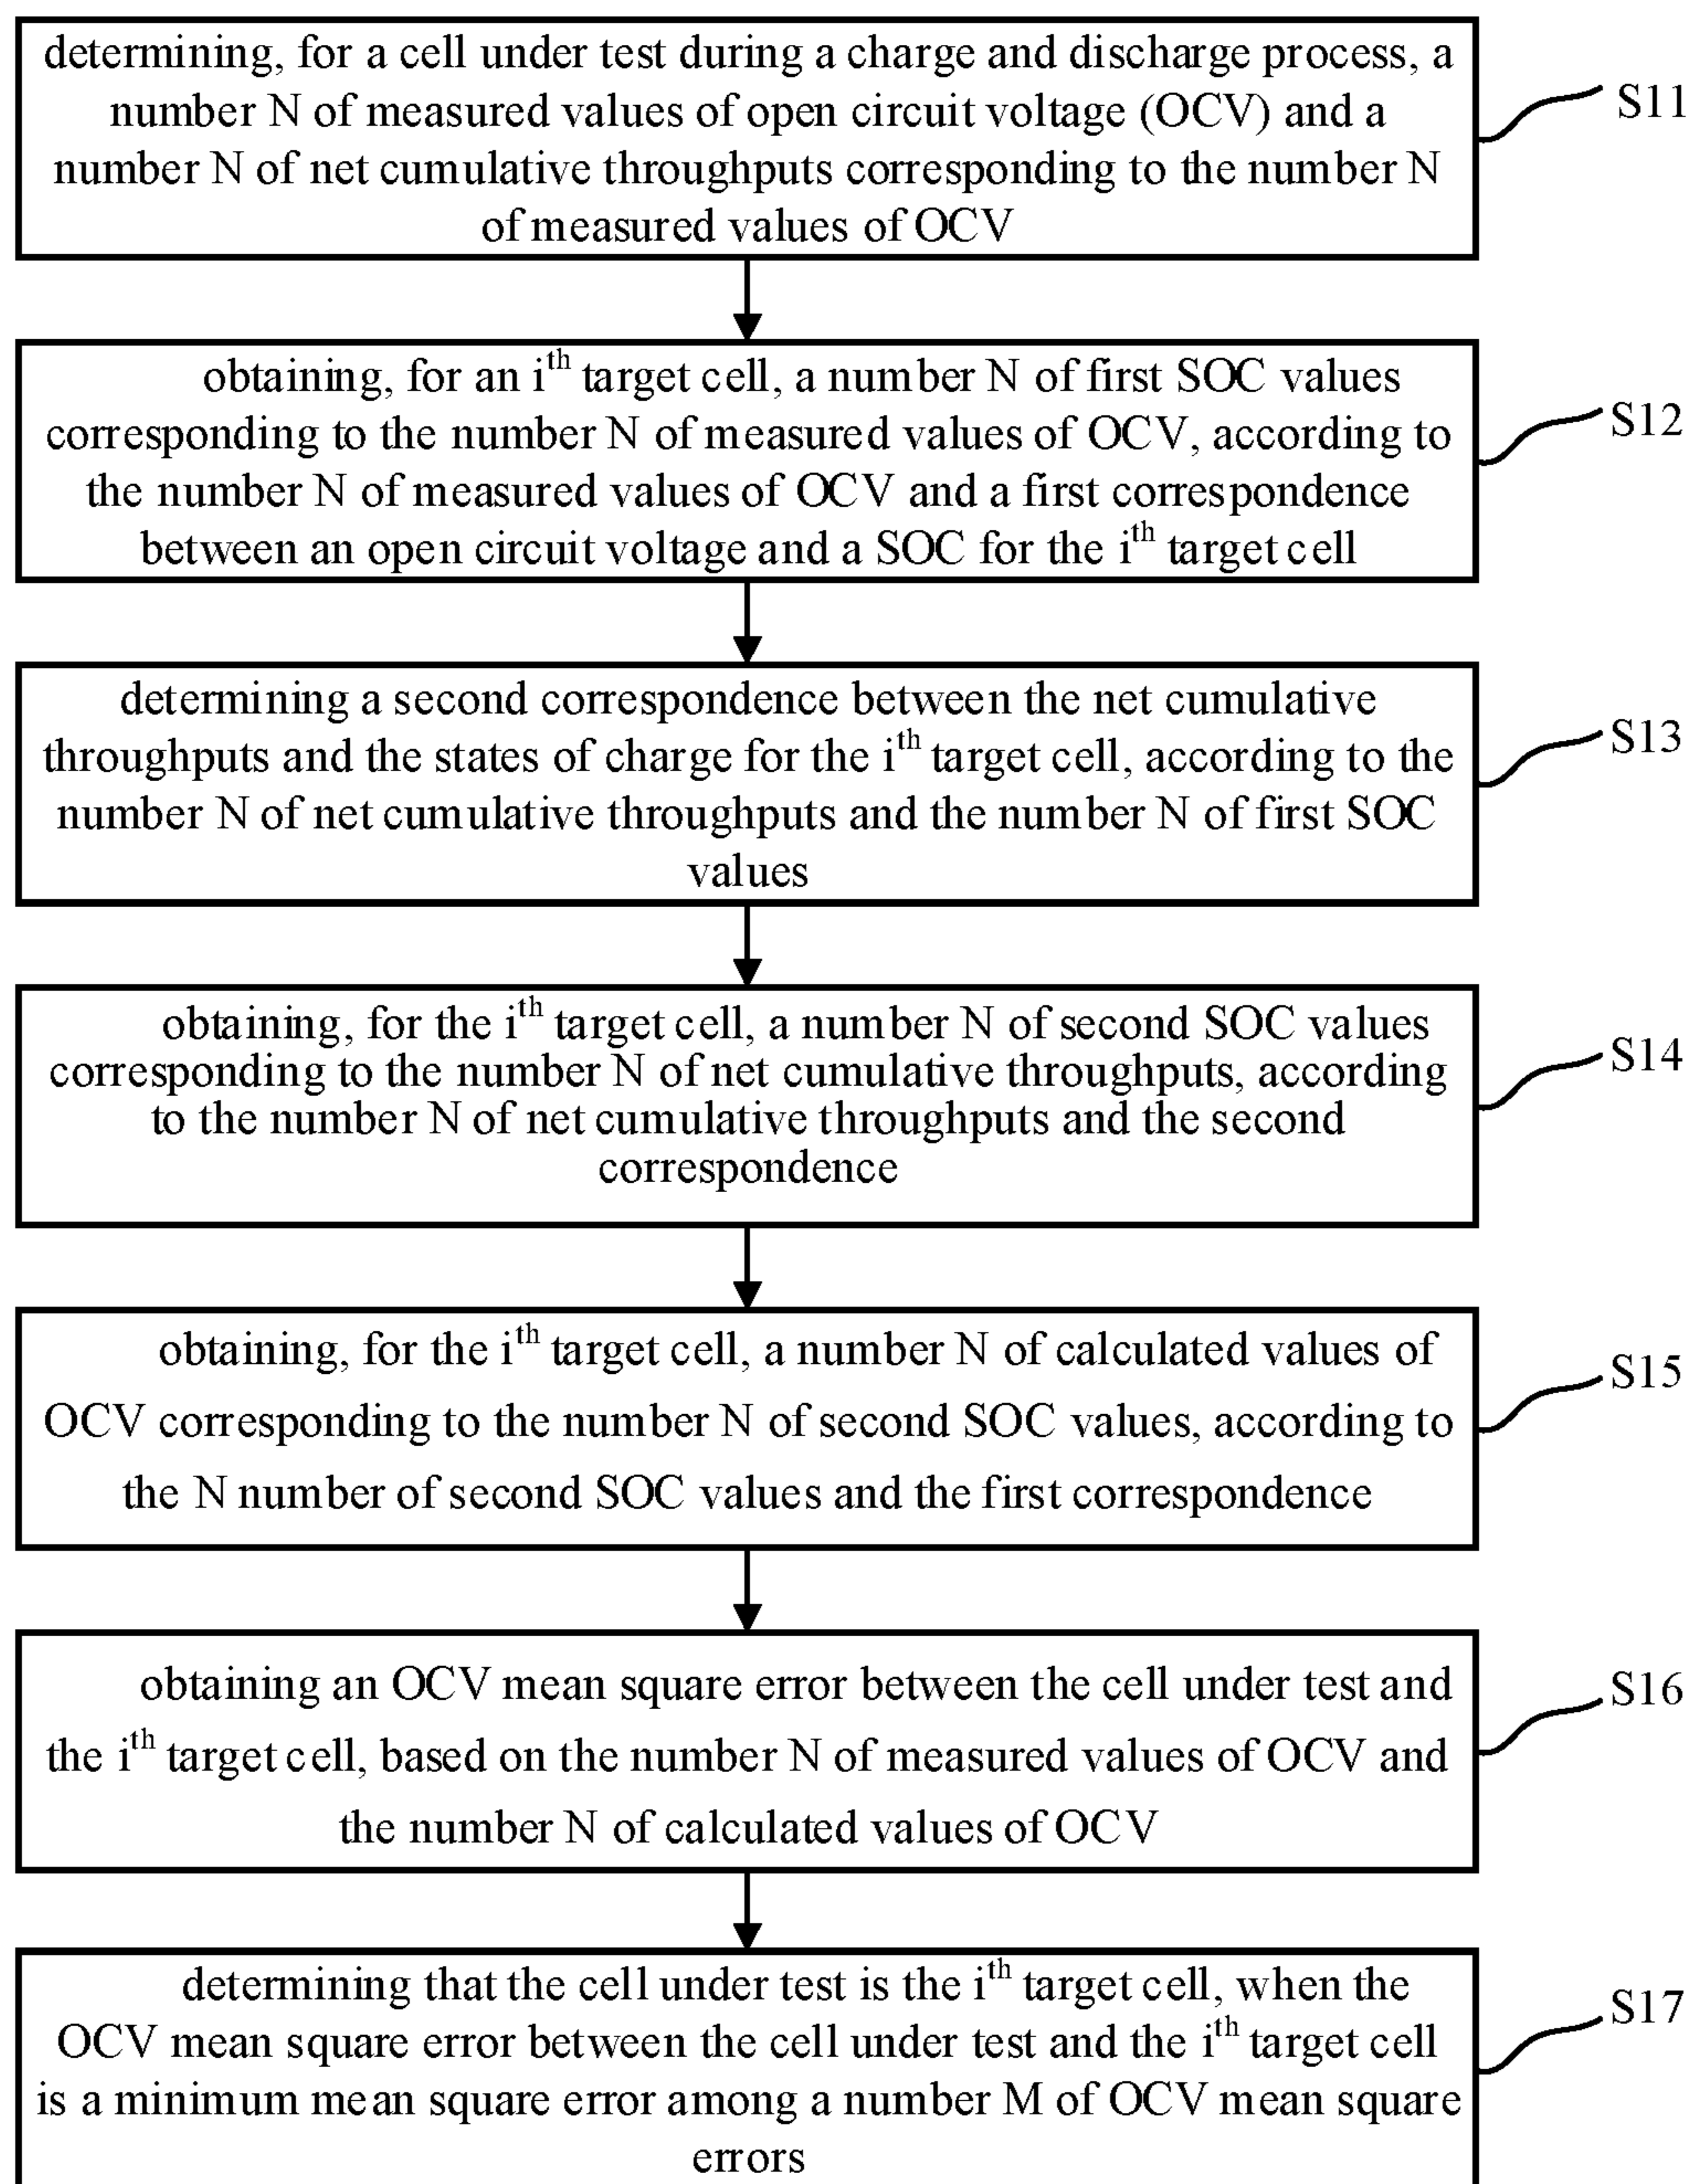 determining, for a cell under test during a charge and discharge process, a
number N of measured values of open circuit voltage (OCV) and a
number N of net cumulative throughputs corresponding to the number N
of measured values of OCV
S11
obtaining, for an i^th target cell, a number N of first SOC values
corresponding to the number N of measured values of OCV, according to
the number N of measured values of OCV and a first correspondence
between an open circuit voltage and a SOC for the i^th target cell
S12
determining a second correspondence between the net cumulative
throughputs and the states of charge for the i^th target cell, according to the
number N of net cumulative throughputs and the number N of first SOC
values
S13
obtaining, for the i^th target cell, a number N of second SOC values
corresponding to the number N of net cumulative throughputs, according
to the number N of net cumulative throughputs and the second
correspondence
S14
obtaining, for the i^th target cell, a number N of calculated values of
OCV corresponding to the number N of second SOC values, according to
the N number of second SOC values and the first correspondence
S15
obtaining an OCV mean square error between the cell under test and
the i^th target cell, based on the number N of measured values of OCV and
the number N of calculated values of OCV
S16
determining that the cell under test is the i^th target cell, when the
OCV mean square error between the cell under test and the i^th target cell
is a minimum mean square error among a number M of OCV mean square
errors
S17